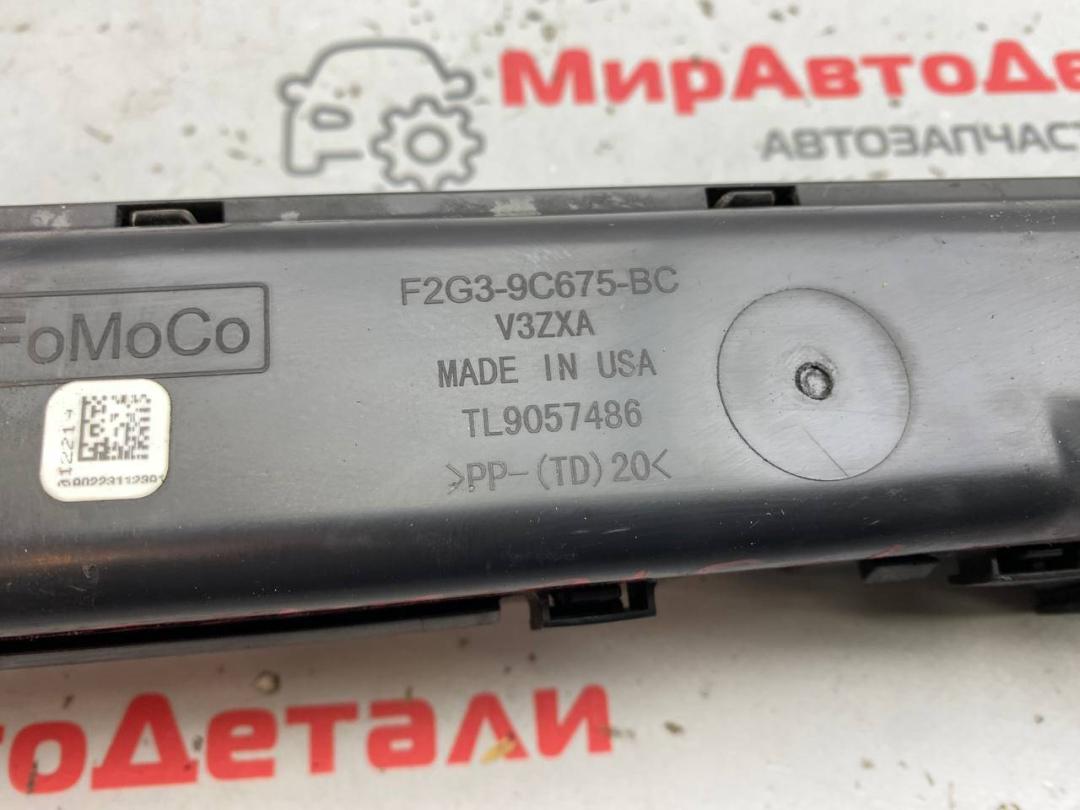 МирАвтоДе
АВТОЗАПЧАСТ
F2G3-9C675-BC
V3ZXA
FoMoCo
MADE IN USA
TL9057486
>PP-(TD)20<
тоДетали